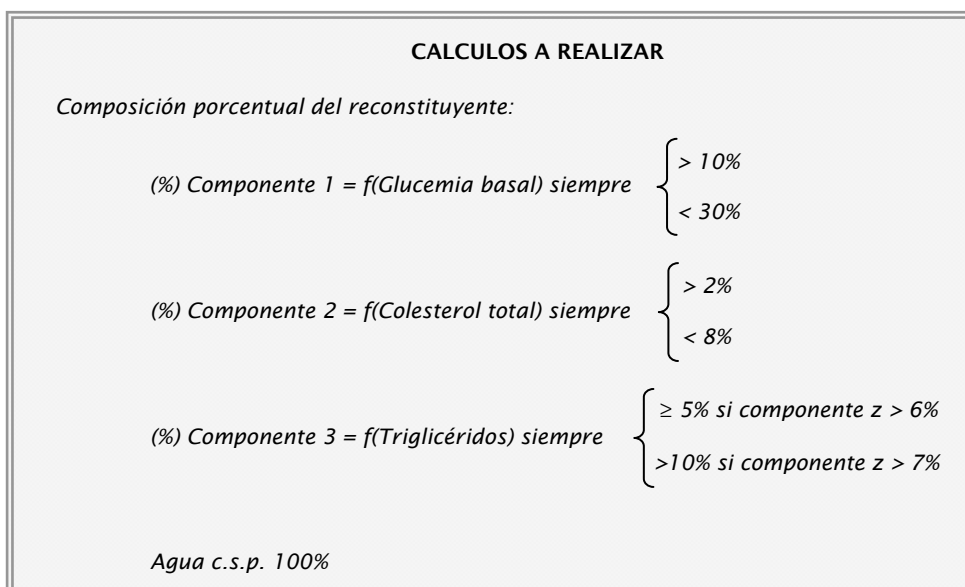 CALCULOS A REALIZAR
Composición porcentual del reconstituyente:
> 10%
(%) Componente 1 = f(Glucemia basal) siempre
< 30%
> 2%
(%) Componente 2 = f(Colesterol total) siempre
< 8%
≥ 5% si componente z > 6%
(%) Componente 3 = f(Triglicéridos) siempre
>10% si componente z > 7%
Agua c.s.p. 100%